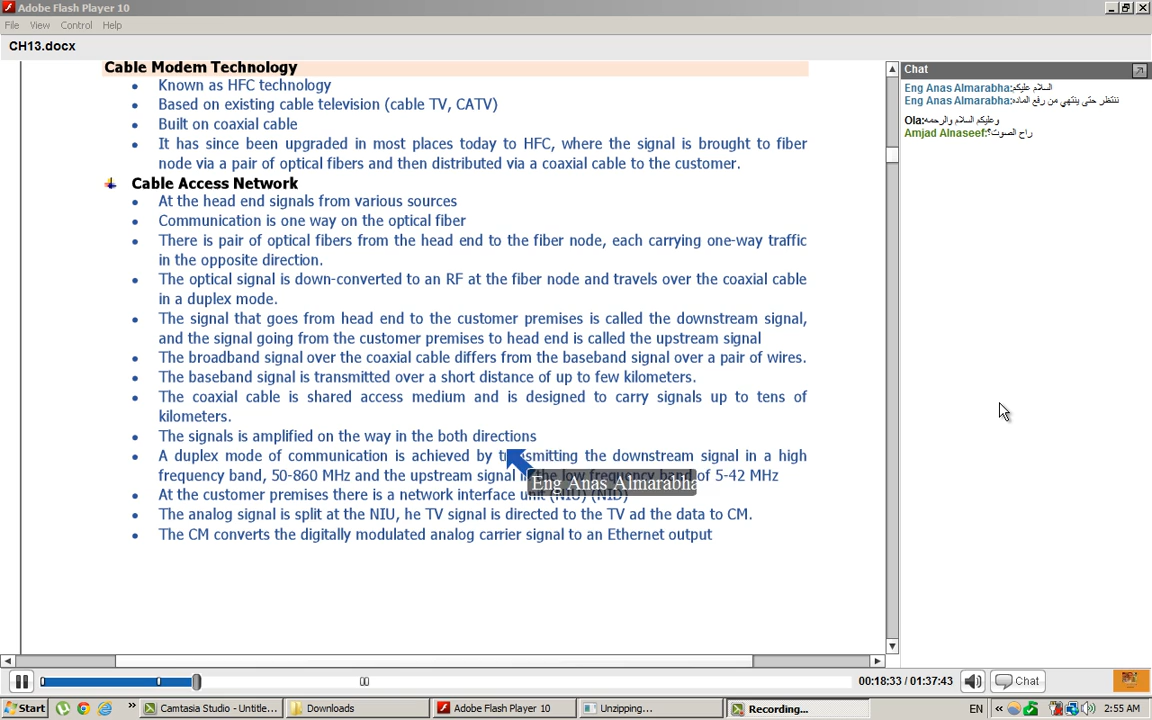 Adobe Flash Player 10
File View Control Help
CH13.docx
Cable Modem Technology
• Known as HFC technology
• Based on existing cable television (cable TV, CATV)
• Built on coaxial cable
• It has since been upgraded in most places today to HFC, where the signal is brought to fiber
node via a pair of optical fibers and then distributed via a coaxial cable to the customer.
Cable Access Network
• At the head end signals from various sources
• Communication is one way on the optical fiber
• There is pair of optical fibers from the head end to the fiber node, each carrying one-way traffic
in the opposite direction.
• The optical signal is down-converted to an RF at the fiber node and travels over the coaxial cable
in a duplex mode.
• The signal that goes from head end to the customer premises is called the downstream signal,
and the signal going from the customer premises to head end is called the upstream signal
• The broadband signal over the coaxial cable differs from the baseband signal over a pair of wires.
• The baseband signal is transmitted over a short distance of up to few kilometers.
• The coaxial cable is shared access medium and is designed to carry signals up to tens of
kilometers.
• The signals is amplified on the way in the both directions
• A duplex mode of communication is achieved by transmitting the downstream signal in a high
frequency band, 50-860 MHz and the upstream signal in the low frequency band of 5-42 MHz
Eng Anas Almarabha
• At the customer premises there is a network interface unit (NIU) (NID)
• The analog signal is split at the NIU, he TV signal is directed to the TV ad the data to CM.
• The CM converts the digitally modulated analog carrier signal to an Ethernet output
Chat
Eng Anas Almarabha:السلام عليكم
Eng Anas Almarabha:ننتظر حتى ينتهي من رفع الماده
Ola:وعليكم السلام والرحمه
Amjad Alnaseef:راح الصوت؟
00:18:33 / 01:37:43 Chat
Start » Camtasia Studio - Untitle... Downloads Adobe Flash Player 10 Unzipping... Recording... EN « 2:55 AM